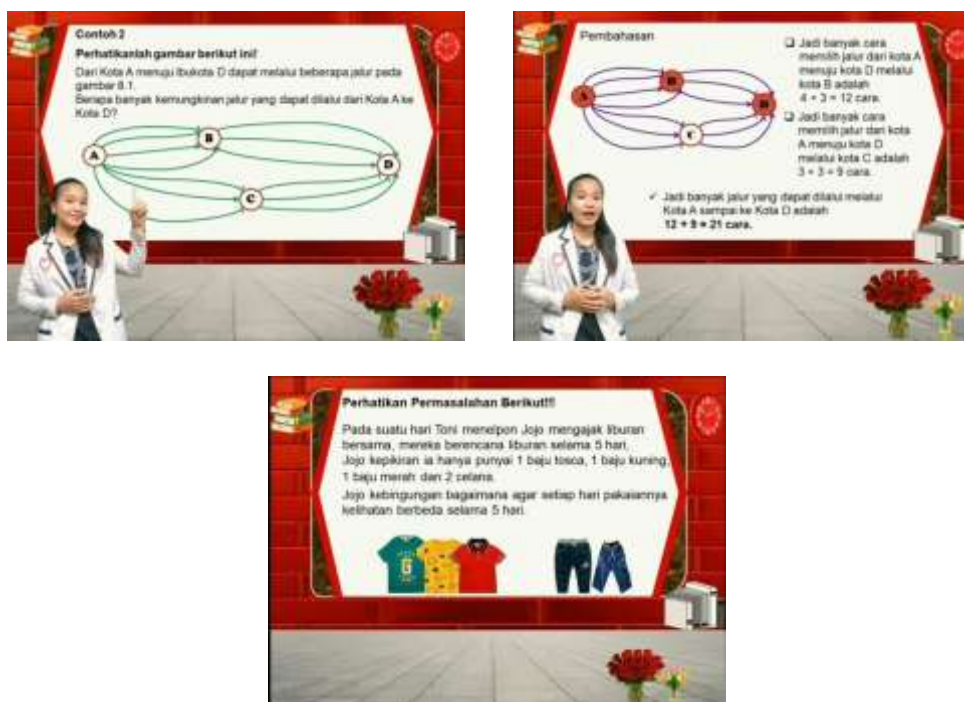 Contoh 2
Perhatikanlah gambar berikut ini!
Dari Kota A menuju Ibukota D dapat melalui beberapa jalur pada
gambar 8.1.
Berapa banyak kemungkinan jalur yang dapat dilalui dari Kota A ke
Kota D?
A
B
C
D
Pembahasan
A
B
C
D
Jadi banyak cara
memilih jalur dari kota A
menuju kota D melalui
kota B adalah
4 × 3 = 12 cara.
Jadi banyak cara
memilih jalur dari kota
A menuju kota D
melalui kota C adalah
3 × 3 = 9 cara.
✓ Jadi banyak jalur yang dapat dilalui melalui
Kota A sampai ke Kota D adalah
12 + 9 = 21 cara.
Perhatikan Permasalahan Berikut!!!
Pada suatu hari Toni menelpon Jojo mengajak liburan
bersama, mereka berencana liburan selama 5 hari.
Jojo kepikiran ia hanya punyai 1 baju tosca, 1 baju kuning,
1 baju merah dan 2 celana.
Jojo kebingungan bagaimana agar setiap hari pakaiannya
kelihatan berbeda selama 5 hari.
G